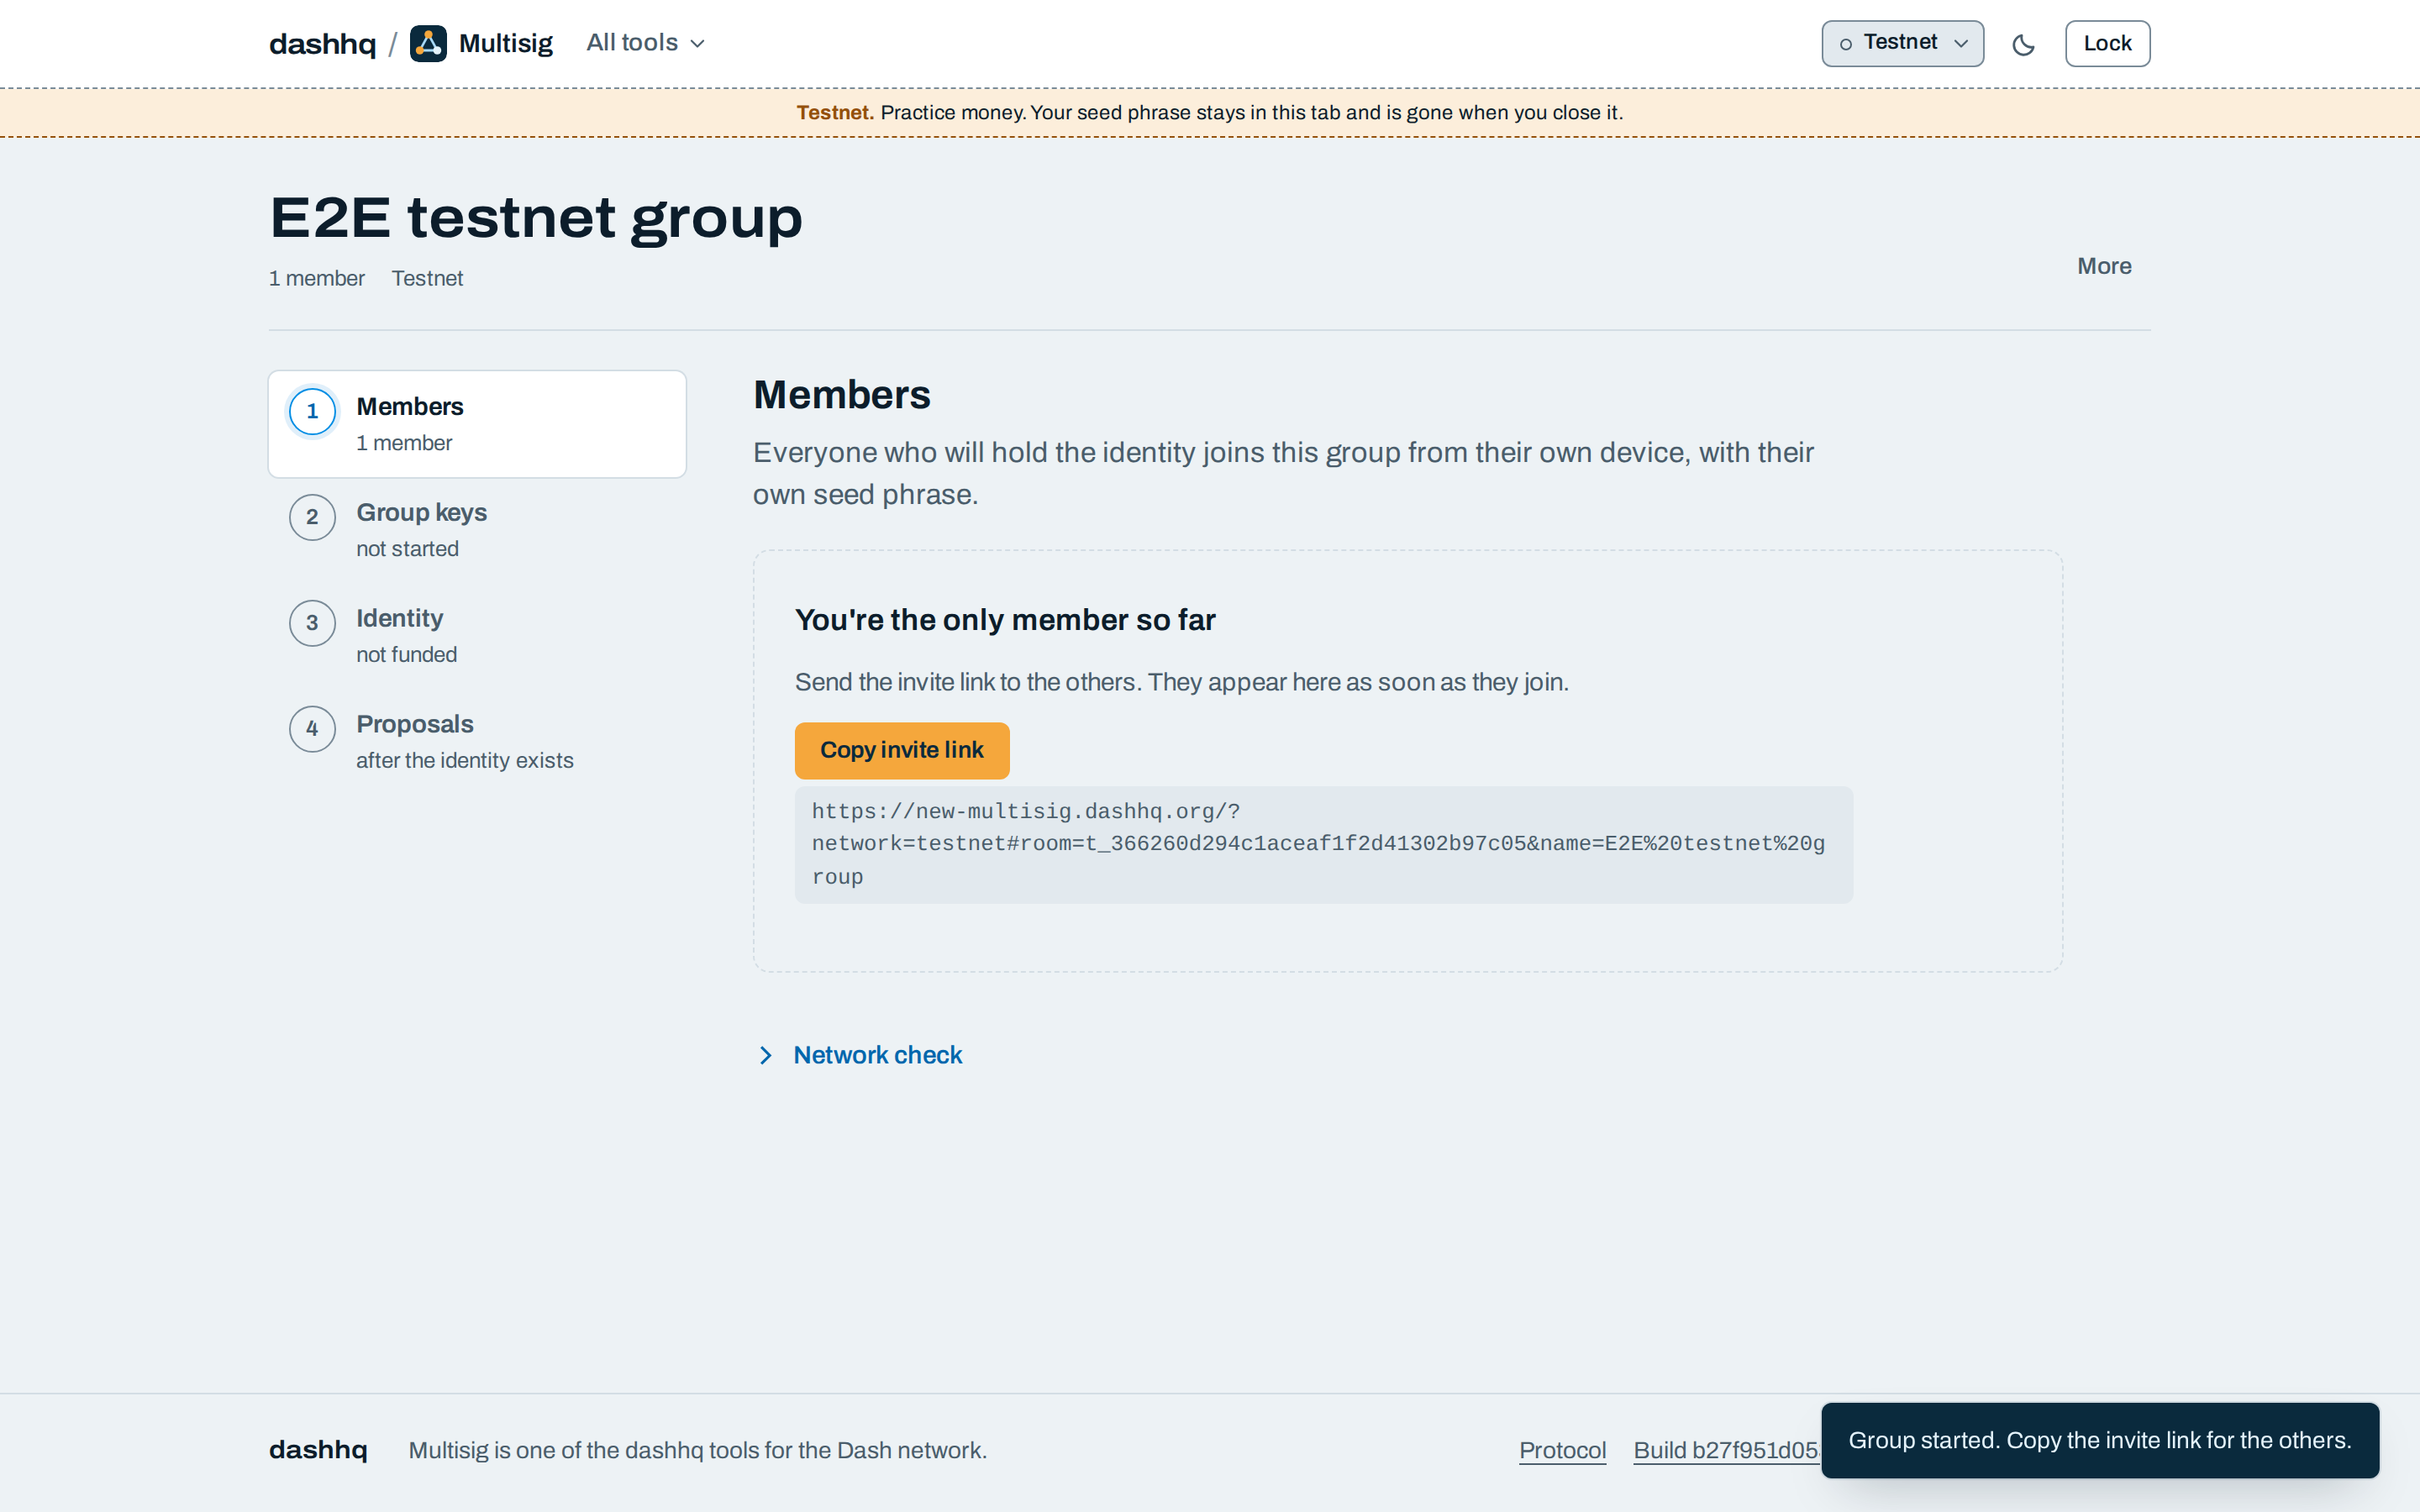 dashhq / Multisig All tools
Testnet
Lock
Testnet. Practice money. Your seed phrase stays in this tab and is gone when you close it.
E2E testnet group
1 member Testnet
More
1 Members
1 member
2 Group keys
not started
3 Identity
not funded
4 Proposals
after the identity exists
Members
Everyone who will hold the identity joins this group from their own device, with their
own seed phrase.
You're the only member so far
Send the invite link to the others. They appear here as soon as they join.
Copy invite link
https://new-multisig.dashhq.org/?
network=testnet#room=t_366260d294c1aceaf1f2d41302b97c05&name=E2E%20testnet%20g
roup
Network check
dashhq Multisig is one of the dashhq tools for the Dash network.
Protocol Build b27f951d05
Group started. Copy the invite link for the others.